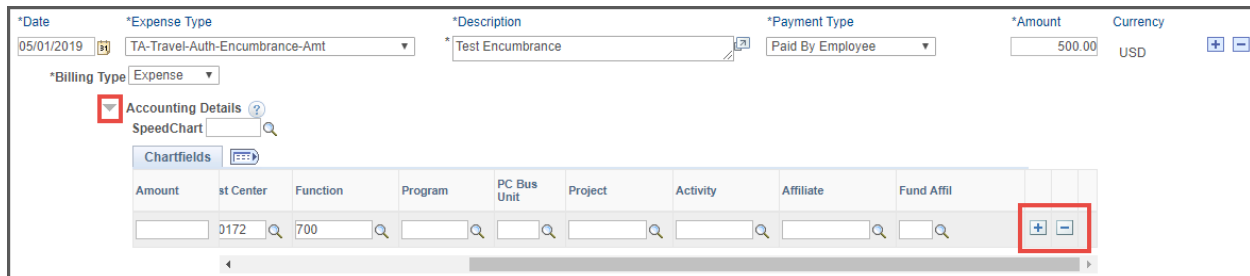 *Date *Expense Type *Description *Payment Type *Amount Currency
05/01/2019 31 TA-Travel-Auth-Encumbrance-Amt * Test Encumbrance Paid By Employee 500.00 USD
*Billing Type Expense
Accounting Details ?
SpeedChart
Chartfields
Amount st Center Function Program PC Bus Unit Project Activity Affiliate Fund Affil
0172 700